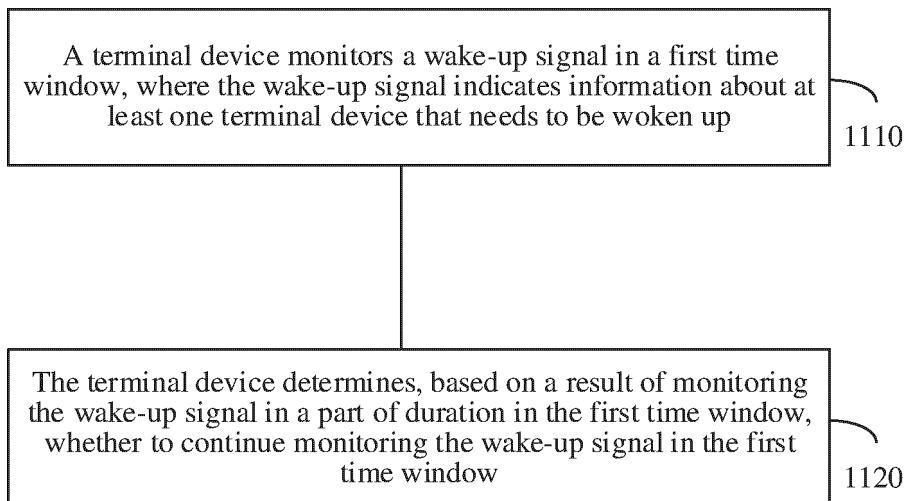 A terminal device monitors a wake-up signal in a first time
window, where the wake-up signal indicates information about at
least one terminal device that needs to be woken up
1110
The terminal device determines, based on a result of monitoring
the wake-up signal in a part of duration in the first time window,
whether to continue monitoring the wake-up signal in the first
time window
1120